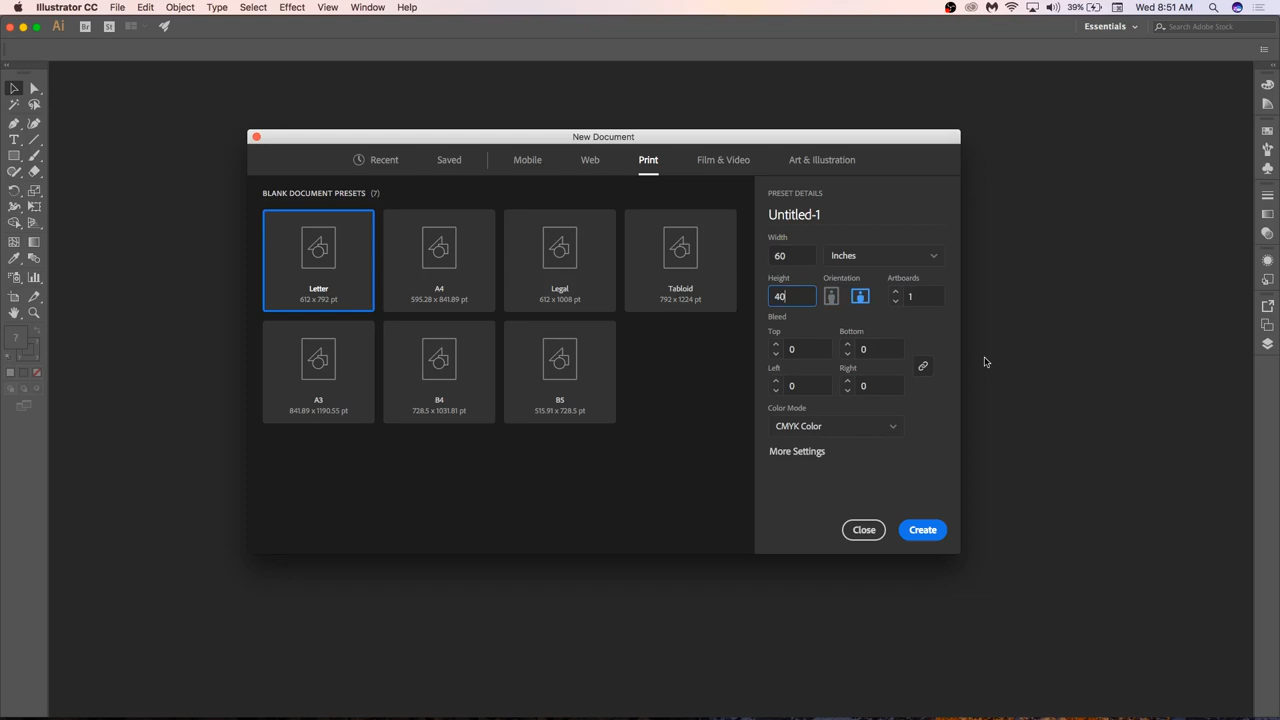 Illustrator CC File Edit Object Type Select Effect View Window Help 39% Wed 8:51 AM
Ai Br St Essentials Search Adobe Stock
New Document
Recent Saved Mobile Web Print Film & Video Art & Illustration
BLANK DOCUMENT PRESETS (7)
Letter
612 x 792 pt
A4
595.28 x 841.89 pt
Legal
612 x 1008 pt
Tabloid
792 x 1224 pt
A3
841.89 x 1190.55 pt
B4
728.5 x 1031.81 pt
B5
515.91 x 728.5 pt
PRESET DETAILS
Untitled-1
Width
60 Inches
Height Orientation Artboards
40 1
Bleed
Top Bottom
0 0
Left Right
0 0
Color Mode
CMYK Color
More Settings
Close Create
T
?